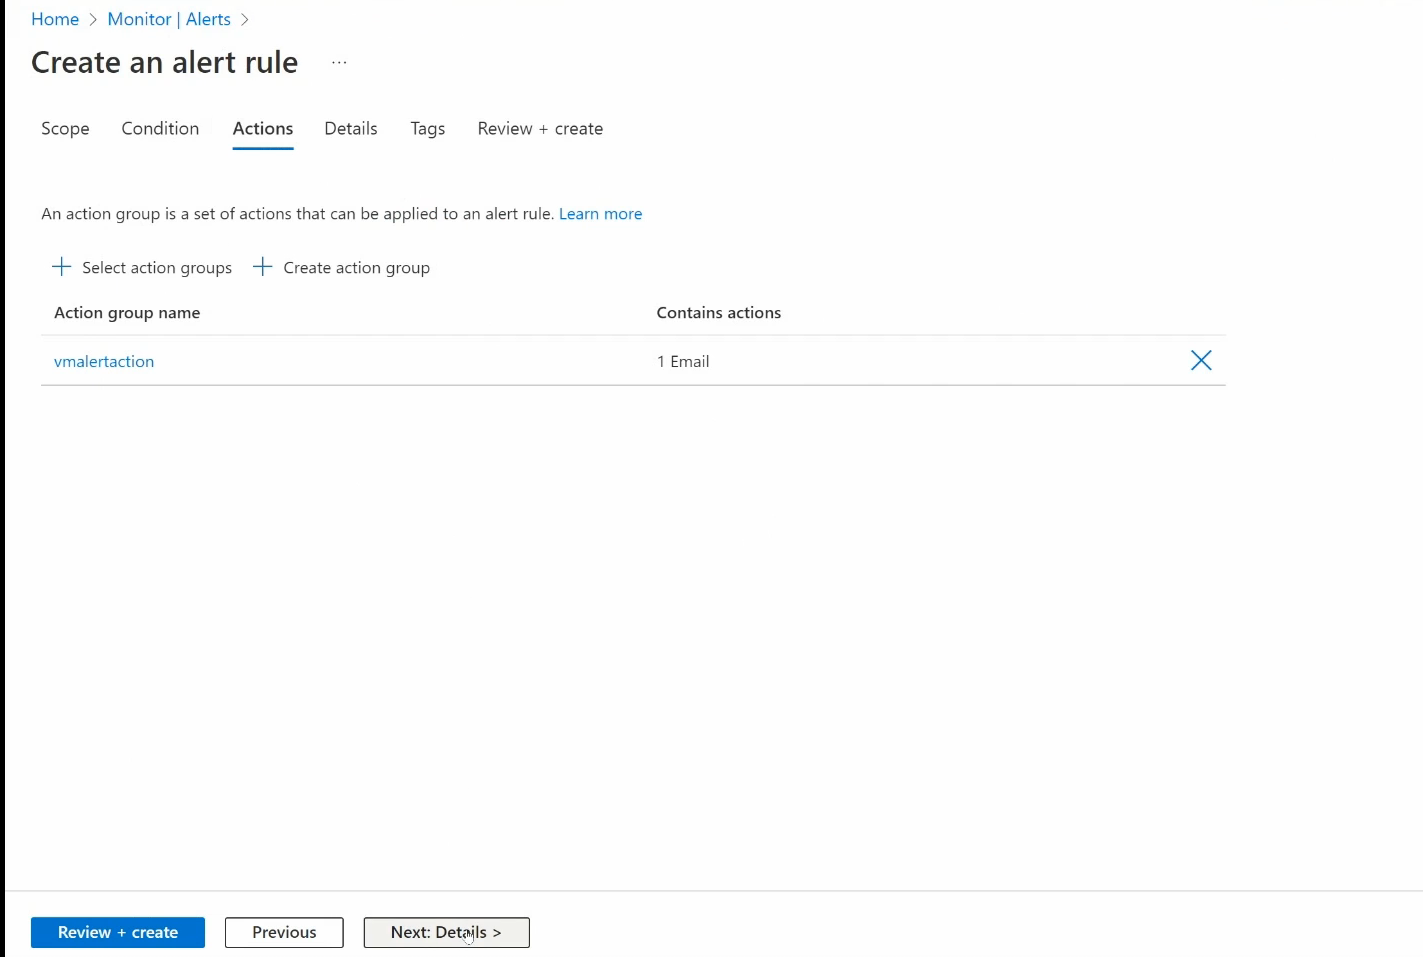 Home > Monitor | Alerts >
Create an alert rule ...
Scope Condition Actions Details Tags Review + create
An action group is a set of actions that can be applied to an alert rule. Learn more
+ Select action groups + Create action group
Action group name Contains actions
vmalertaction 1 Email
Review + create Previous Next: Details >